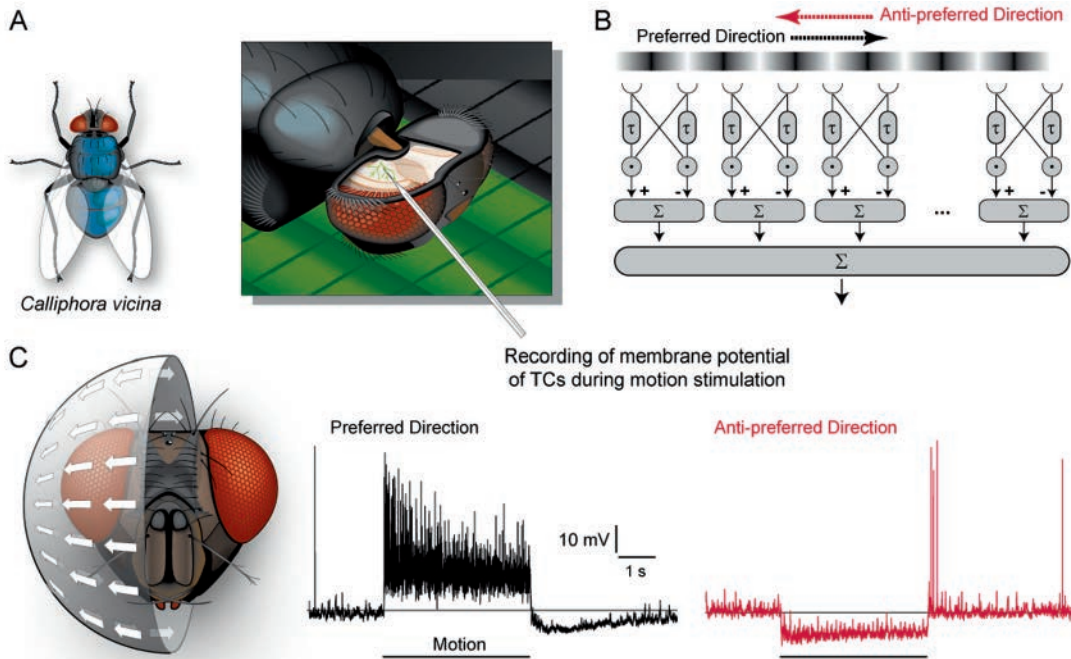 A
Calliphora vicina
Recording of membrane potential
of TCs during motion stimulation
B
Anti-preferred Direction
Preferred Direction
τ τ τ τ τ τ τ τ
+ - + - + - + -
Σ Σ Σ ... Σ
Σ
C
Preferred Direction
10 mV
1 s
Motion
Anti-preferred Direction